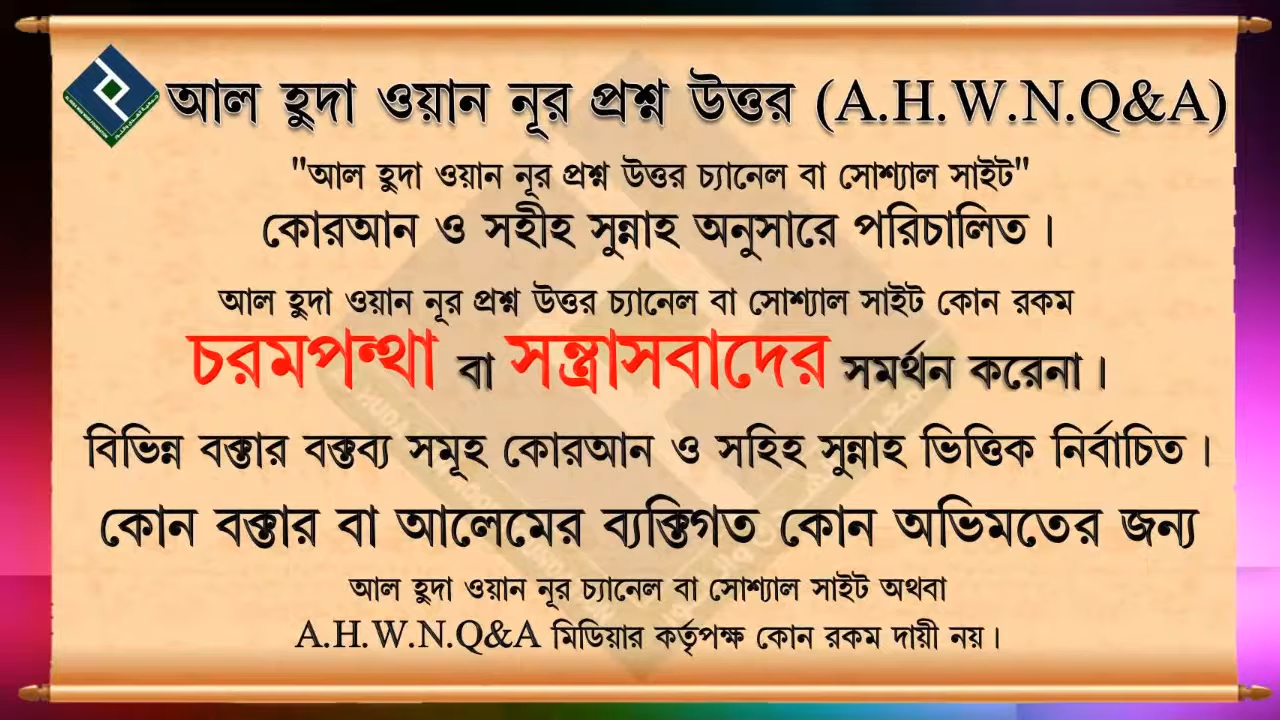 আল হুদা ওয়ান নূর প্রশ্ন উত্তর (A.H.W.N.Q&A)
"আল হুদা ওয়ান নূর প্রশ্ন উত্তর চ্যানেল বা সোশ্যাল সাইট"
কোরআন ও সহীহ সুন্নাহ অনুসারে পরিচালিত।
আল হুদা ওয়ান নূর প্রশ্ন উত্তর চ্যানেল বা সোশ্যাল সাইট কোন রকম
চরমপন্থা বা সন্ত্রাসবাদের সমর্থন করেনা।
বিভিন্ন বক্তার বক্তব্য সমূহ কোরআন ও সহিহ সুন্নাহ ভিত্তিক নির্বাচিত।
কোন বক্তার বা আলেমের ব্যক্তিগত কোন অভিমতের জন্য
আল হুদা ওয়ান নূর চ্যানেল বা সোশ্যাল সাইট অথবা
A.H.W.N.Q&A মিডিয়ার কর্তৃপক্ষ কোন রকম দায়ী নয়।